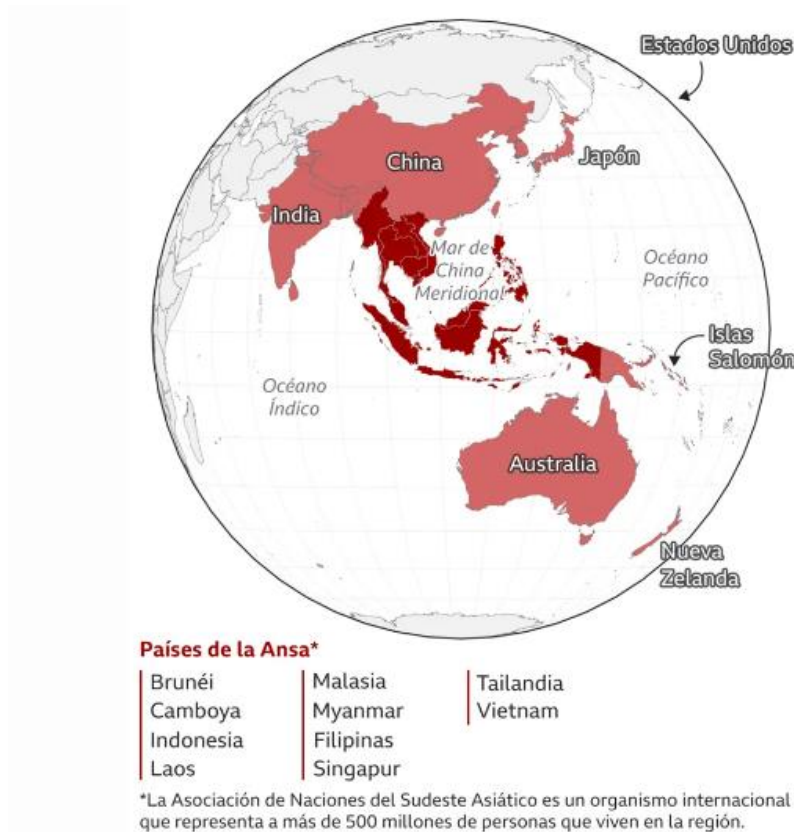 Estados Unidos
Japón
China
India
Mar de
China
Meridional
Océano
Pacífico
Islas
Salomón
Océano
Índico
Australia
Nueva
Zelanda
Países de la Ansa*
Brunéi
Camboya
Indonesia
Laos
Malasia
Myanmar
Filipinas
Singapur
Tailandia
Vietnam
*La Asociación de Naciones del Sudeste Asiático es un organismo internacional
que representa a más de 500 millones de personas que viven en la región.